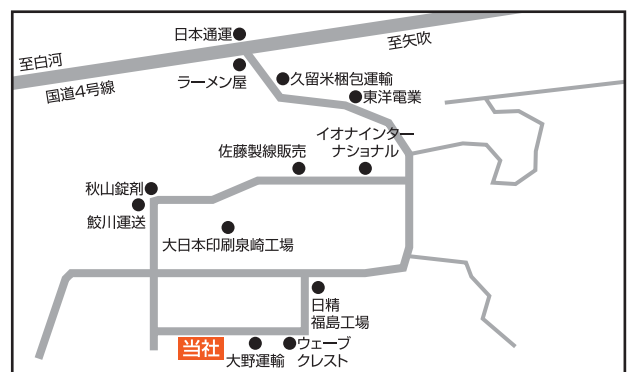 日本通運
至矢吹
至白河
ラーメン屋
国道4号線
久留米梱包運輸
東洋電業
イオナインター
ナショナル
佐藤製線販売
秋山錠剤
鮫川運送
大日本印刷泉崎工場
日精
福島工場
当社
大野運輸
ウェーブ
クレスト